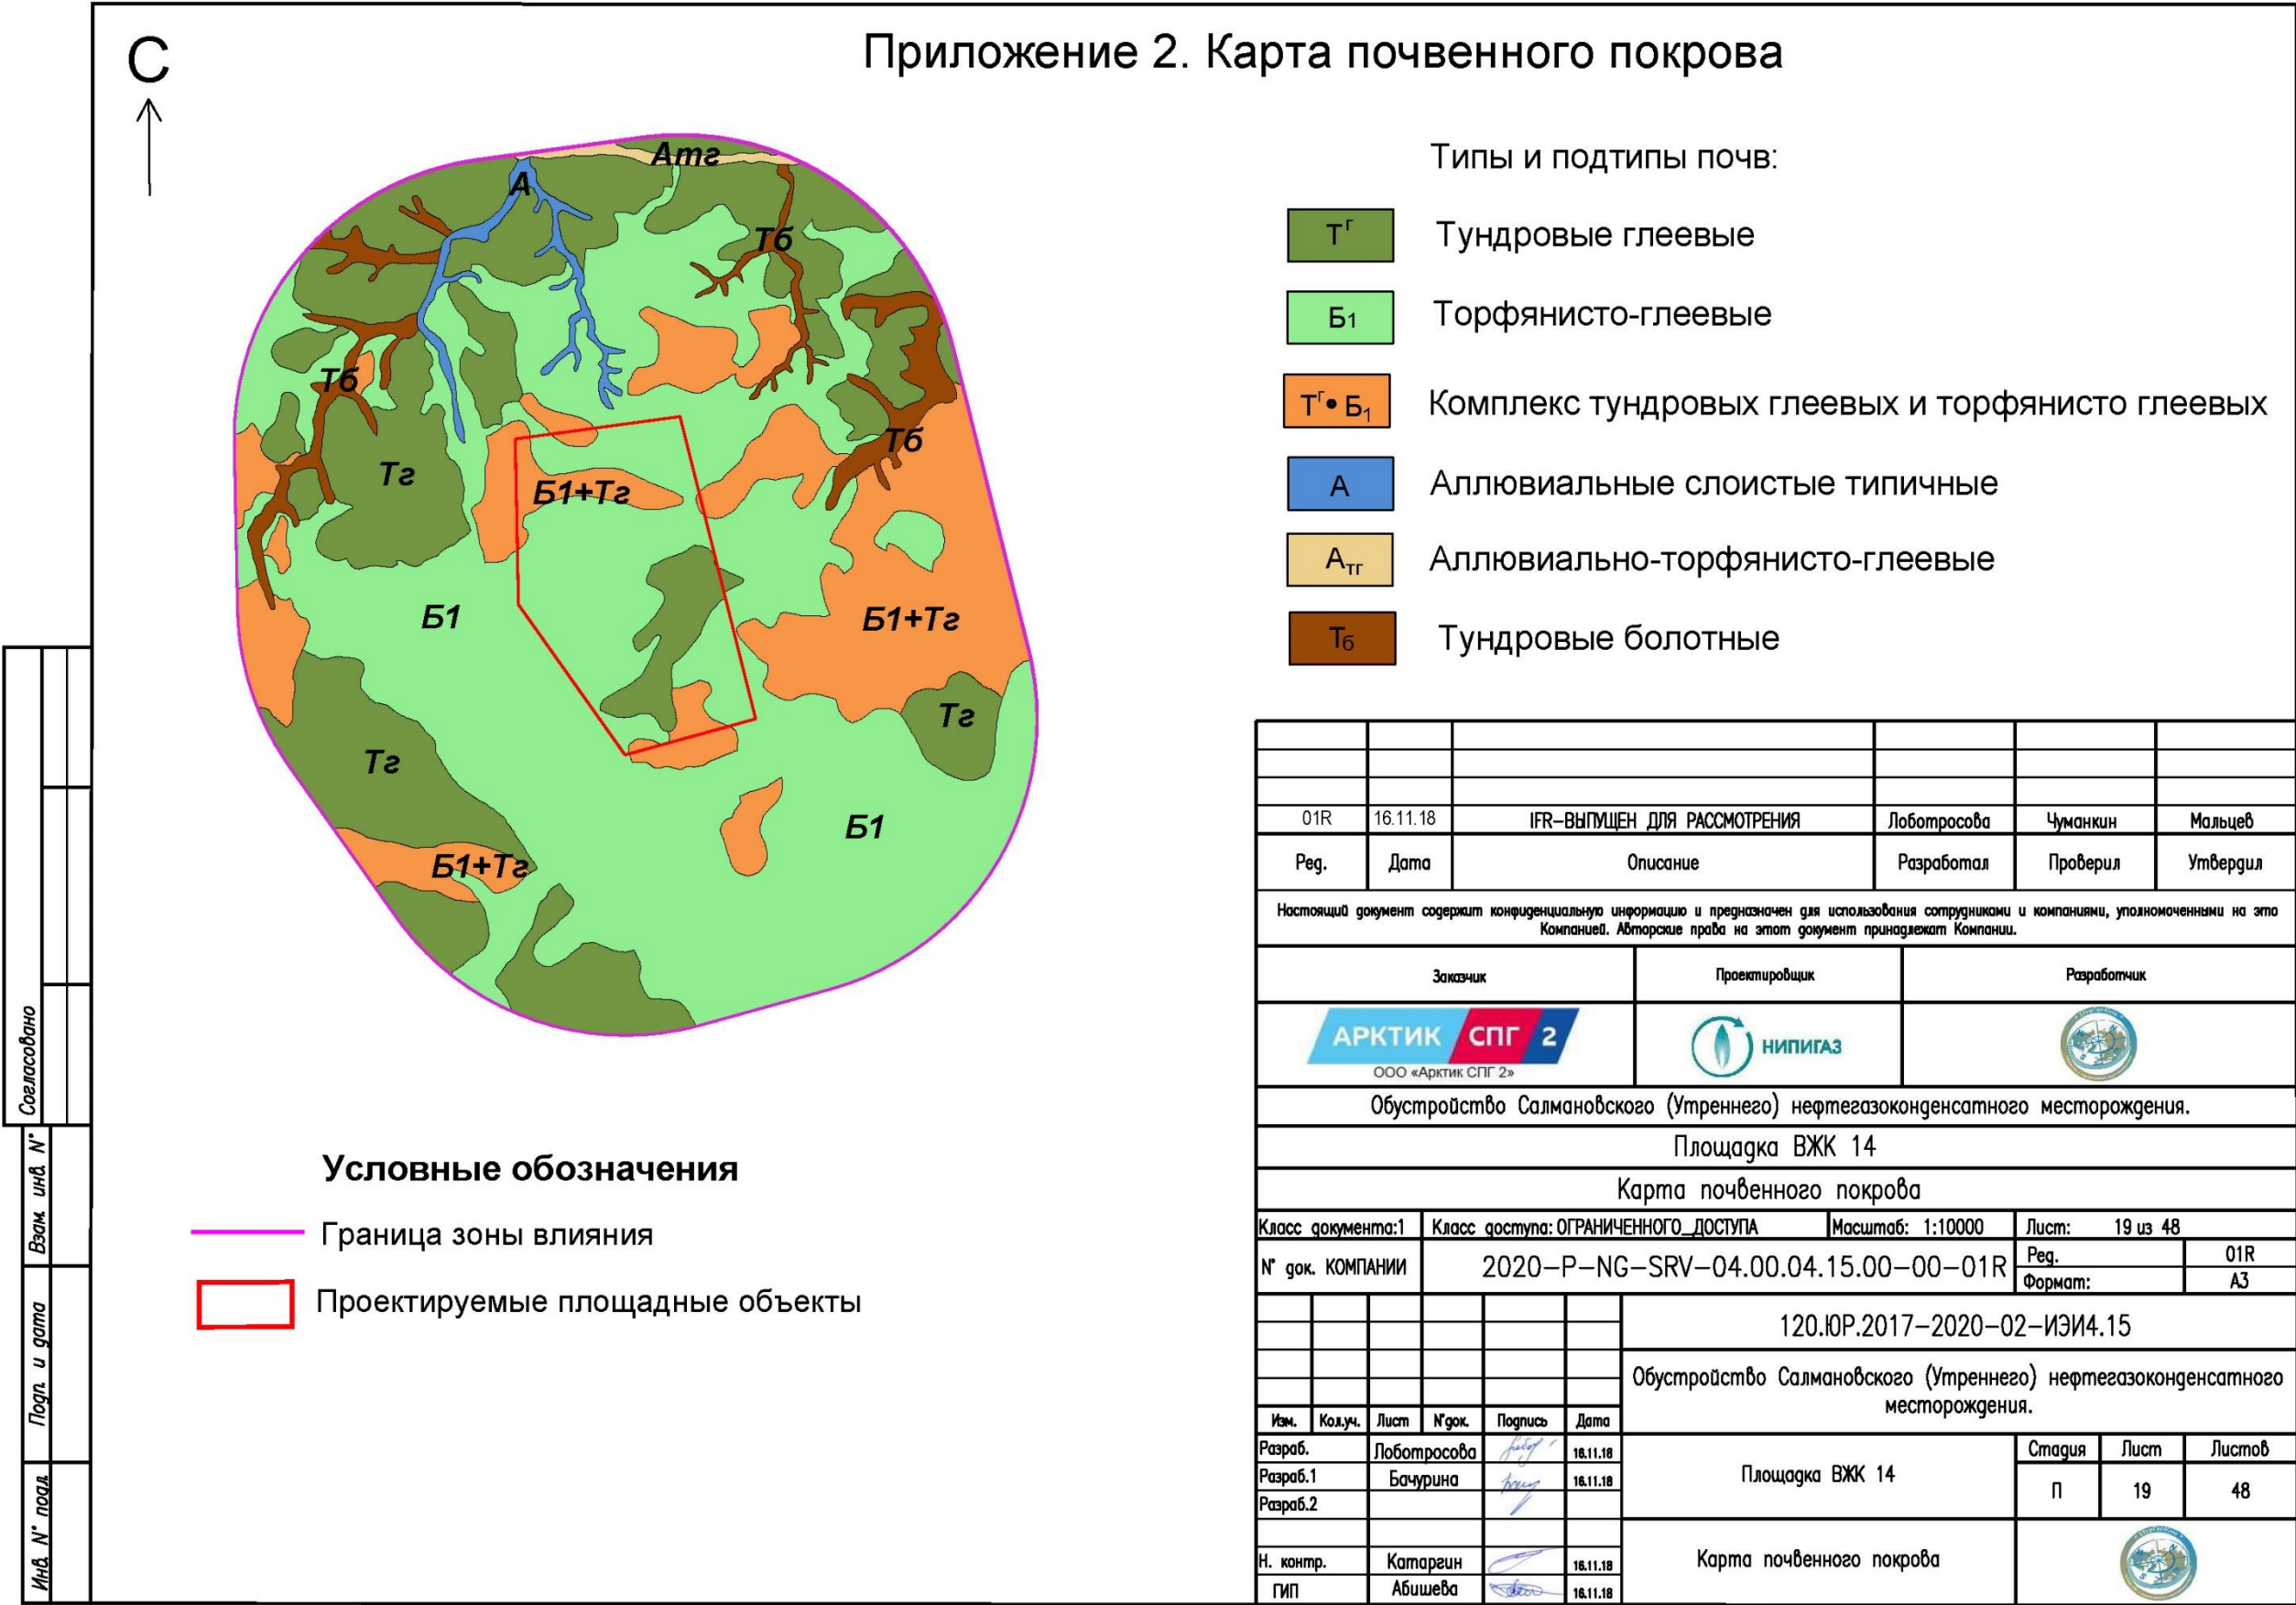 С
Приложение 2. Карта почвенного покрова
Атг
А
Тб
Тб
Тб
Тг
Б1+Тг
Б1
Б1+Тг
Тг
Тг
Б1
Б1+Тг
Типы и подтипы почв:
Тᴦ Тундровые глеевые
Б1 Торфянисто-глеевые
Тᴦ•Б1 Комплекс тундровых глеевых и торфянисто глеевых
А Аллювиальные слоистые типичные
Атг Аллювиально-торфянисто-глеевые
Тб Тундровые болотные
Условные обозначения
Граница зоны влияния
Проектируемые площадные объекты
01R 16.11.18 IFR-ВЫПУЩЕН ДЛЯ РАССМОТРЕНИЯ Лоботросова Чуманкин Мальцев
Ред. Дата Описание Разработал Проверил Утвердил
Настоящий документ содержит конфиденциальную информацию и предназначен для использования сотрудниками и компаниями, уполномоченными на это
Компанией. Авторские права на этот документ принадлежат Компании.
Заказчик Проектировщик Разработчик
АРКТИК СПГ 2
ООО «Арктик СПГ 2»
НИПИГАЗ
Обустройство Салмановского (Утреннего) нефтегазоконденсатного месторождения.
Площадка ВЖК 14
Карта почвенного покрова
Класс документа:1 Класс доступа: ОГРАНИЧЕННОГО_ДОСТУПА Масштаб: 1:10000 Лист: 19 из 48
N° док. КОМПАНИИ 2020-P-NG-SRV-04.00.04.15.00-00-01R Ред. 01R
Формат: А3
120.ЮР.2017-2020-02-ИЭИ4.15
Обустройство Салмановского (Утреннего) нефтегазоконденсатного
месторождения.
Изм. Кол.уч. Лист N°док. Подпись Дата
Разраб. Лоботросова 16.11.18
Разраб.1 Бачурина 16.11.18
Разраб.2
Н. контр. Катаргин 16.11.18
ГИП Абишева 16.11.18
Площадка ВЖК 14
Стадия Лист Листов
П 19 48
Карта почвенного покрова
Согласовано
Взам. инв. N°
Подп. и дата
Инв. N° подл.